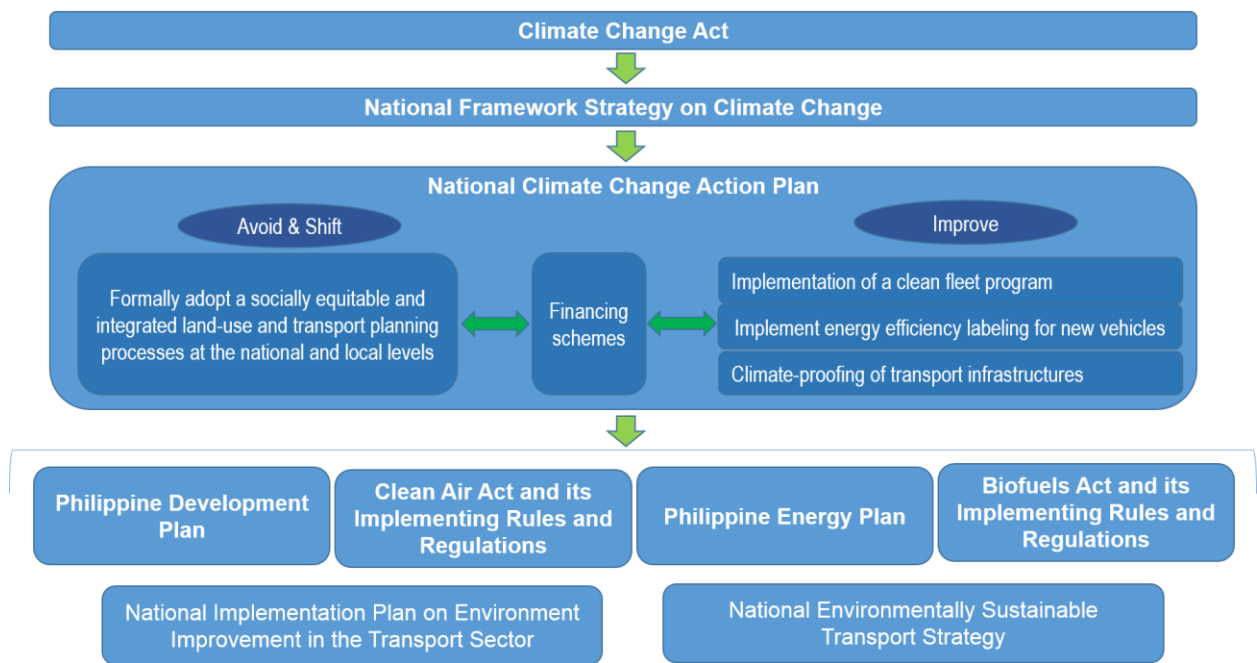 Climate Change Act
National Framework Strategy on Climate Change
National Climate Change Action Plan
Avoid & Shift
Improve
Formally adopt a socially equitable and
integrated land-use and transport planning
processes at the national and local levels
Financing
schemes
Implementation of a clean fleet program
Implement energy efficiency labeling for new vehicles
Climate-proofing of transport infrastructures
Philippine Development
Plan
Clean Air Act and its
Implementing Rules and
Regulations
Philippine Energy Plan
Biofuels Act and its
Implementing Rules and
Regulations
National Implementation Plan on Environment
Improvement in the Transport Sector
National Environmentally Sustainable
Transport Strategy